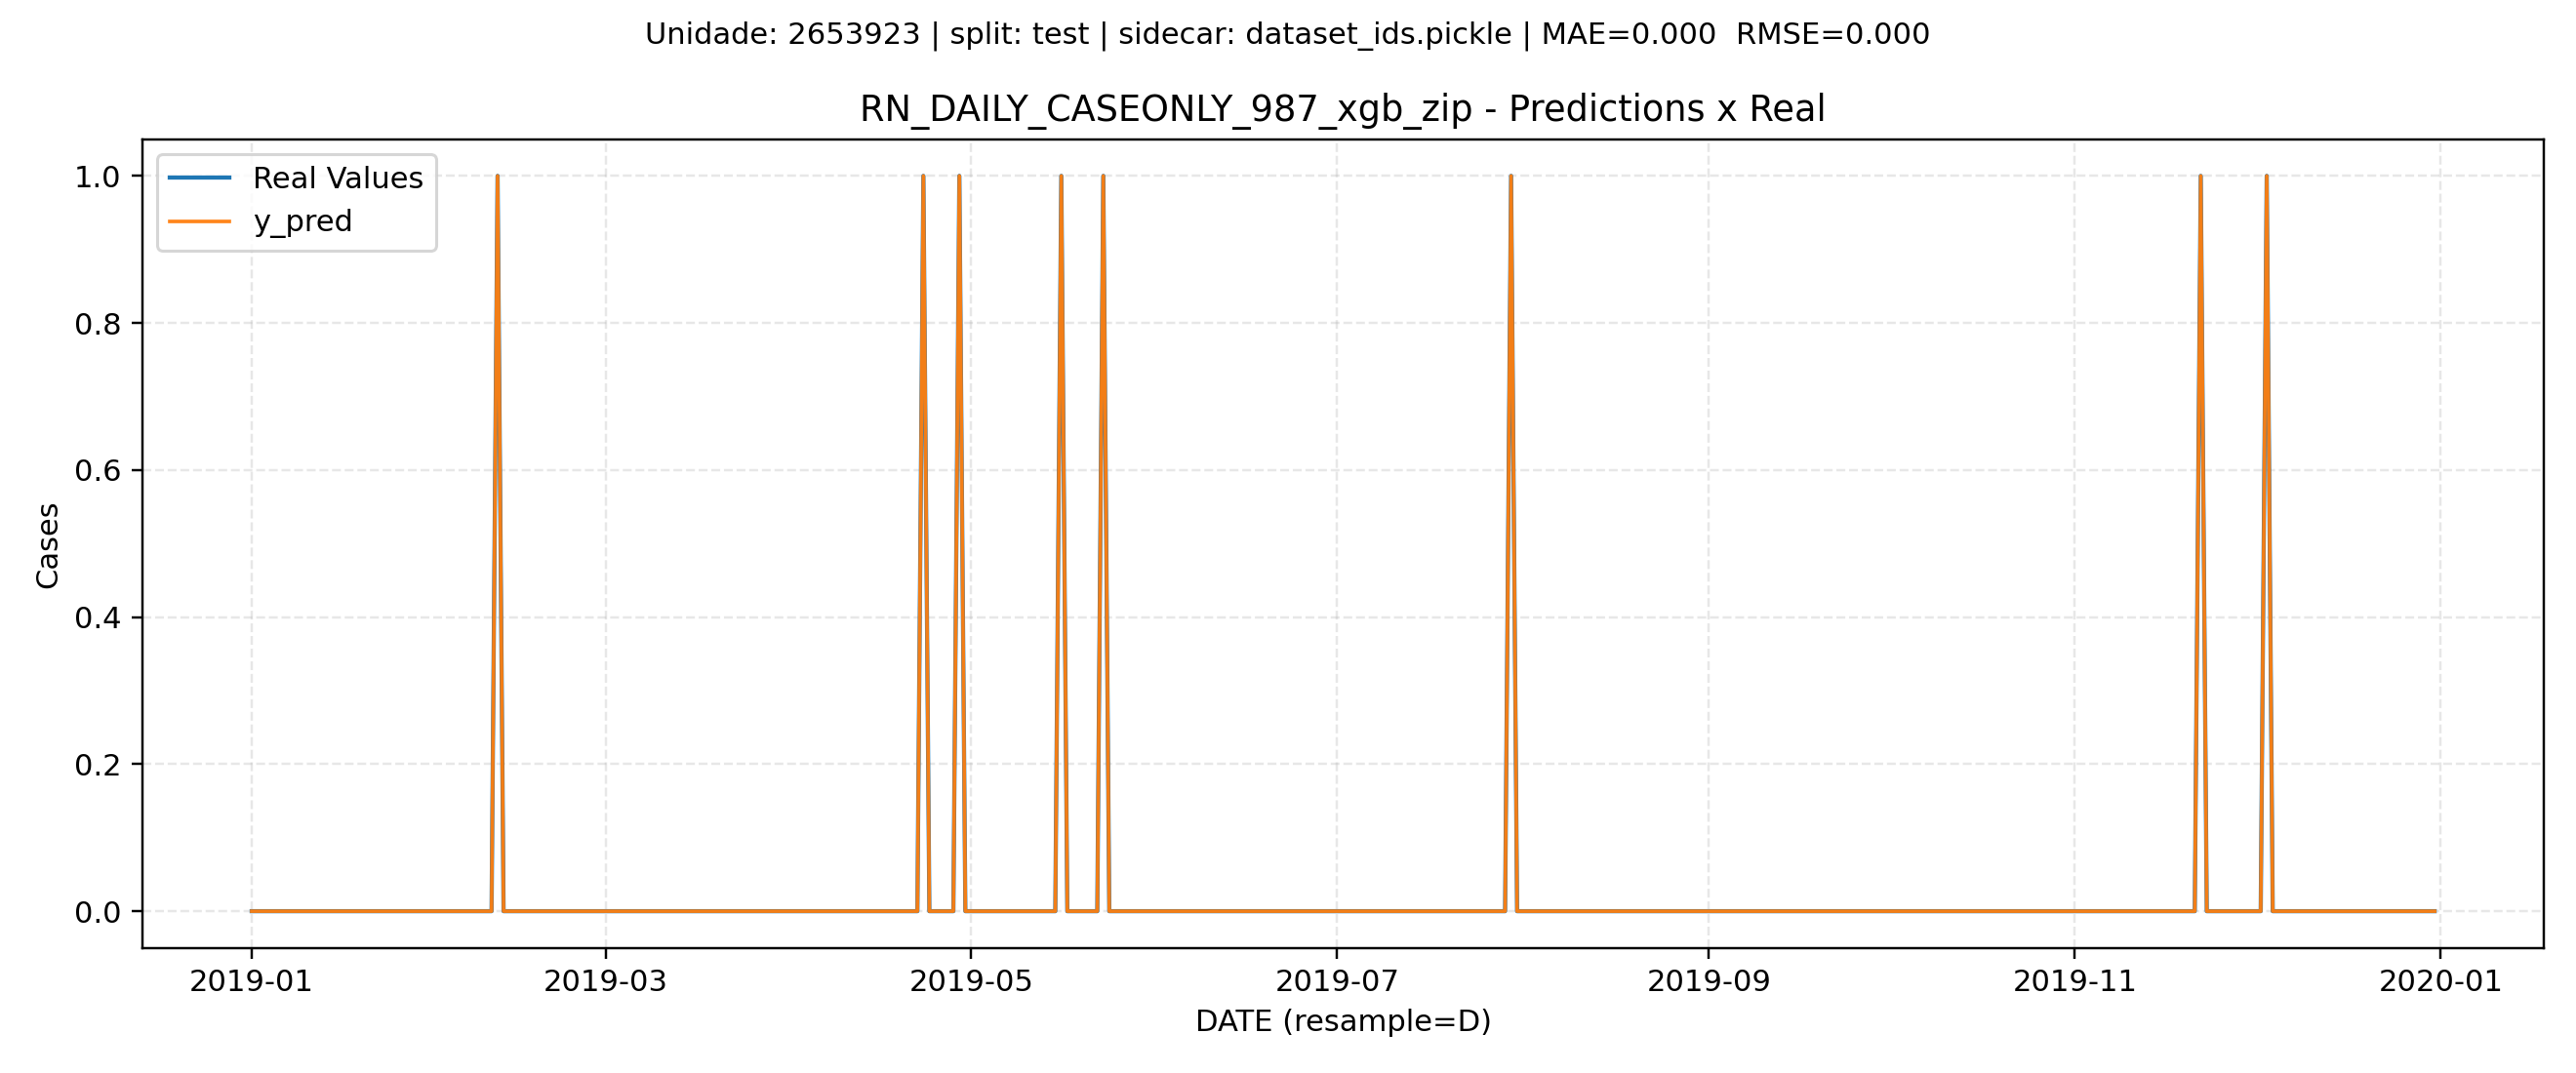 Unidade: 2653923 | split: test | sidecar: dataset_ids.pickle | MAE=0.000  RMSE=0.000
RN_DAILY_CASEONLY_987_xgb_zip - Predictions x Real
Real Values
y_pred
1.0
0.8
0.6
0.4
0.2
0.0
Cases
2019-01 2019-03 2019-05 2019-07 2019-09 2019-11 2020-01
DATE (resample=D)